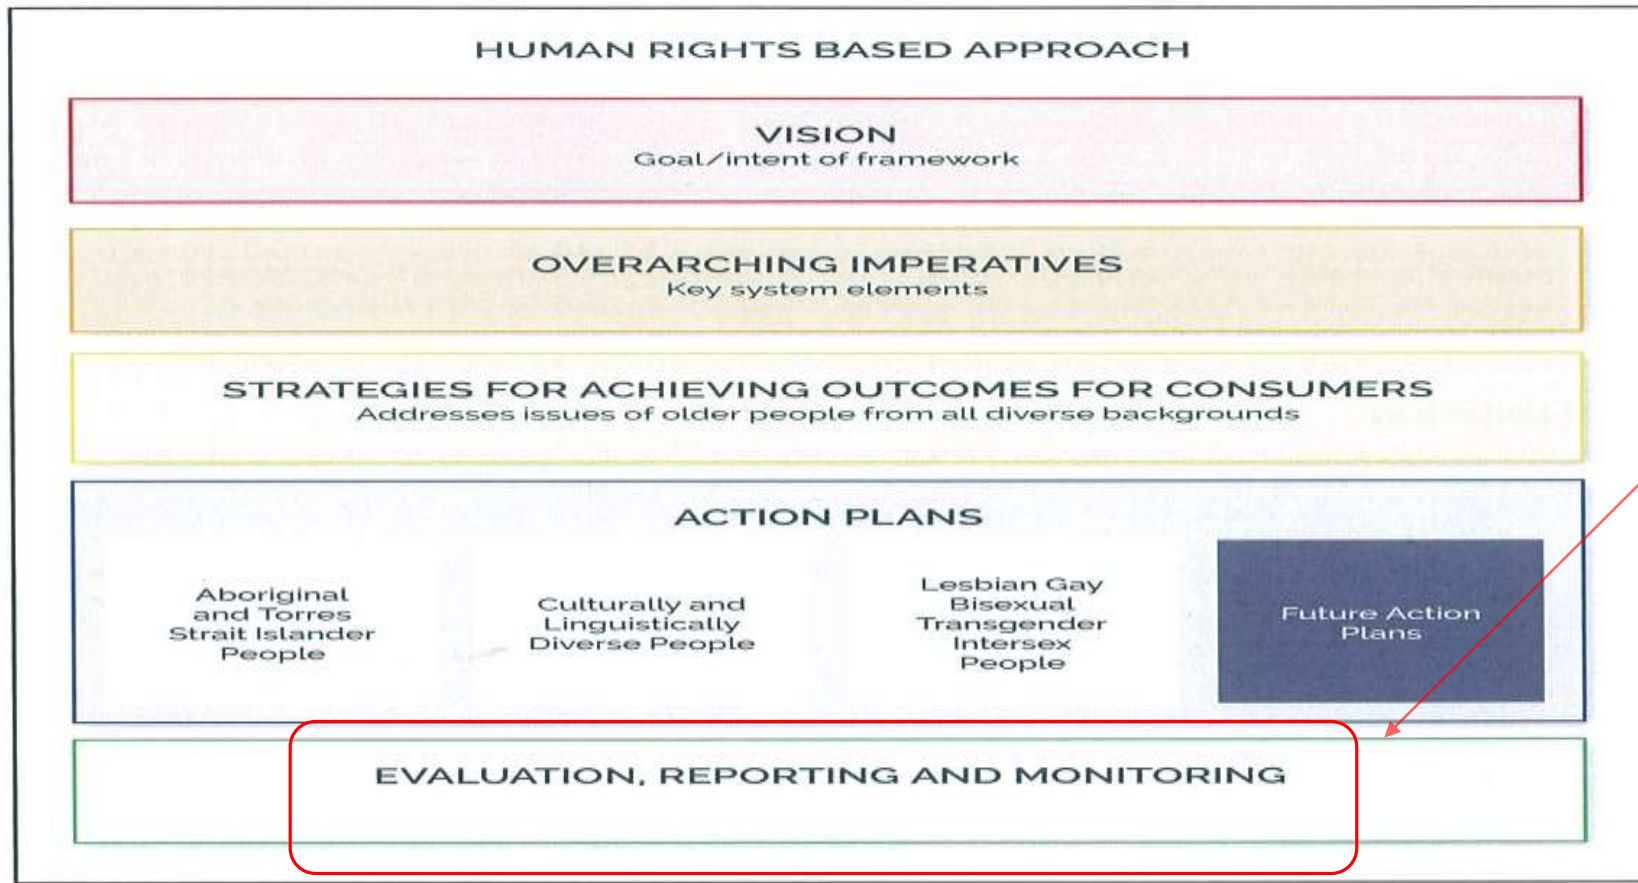 HUMAN RIGHTS BASED APPROACH
VISION
Goal/intent of framework
OVERARCHING IMPERATIVES
Key system elements
STRATEGIES FOR ACHIEVING OUTCOMES FOR CONSUMERS
Addresses issues of older people from all diverse backgrounds
ACTION PLANS
Aboriginal
and Torres
Strait Islander
People
Culturally and
Linguistically
Diverse People
Lesbian Gay
Bisexual
Transgender
Intersex
People
Future Action
Plans
EVALUATION, REPORTING AND MONITORING